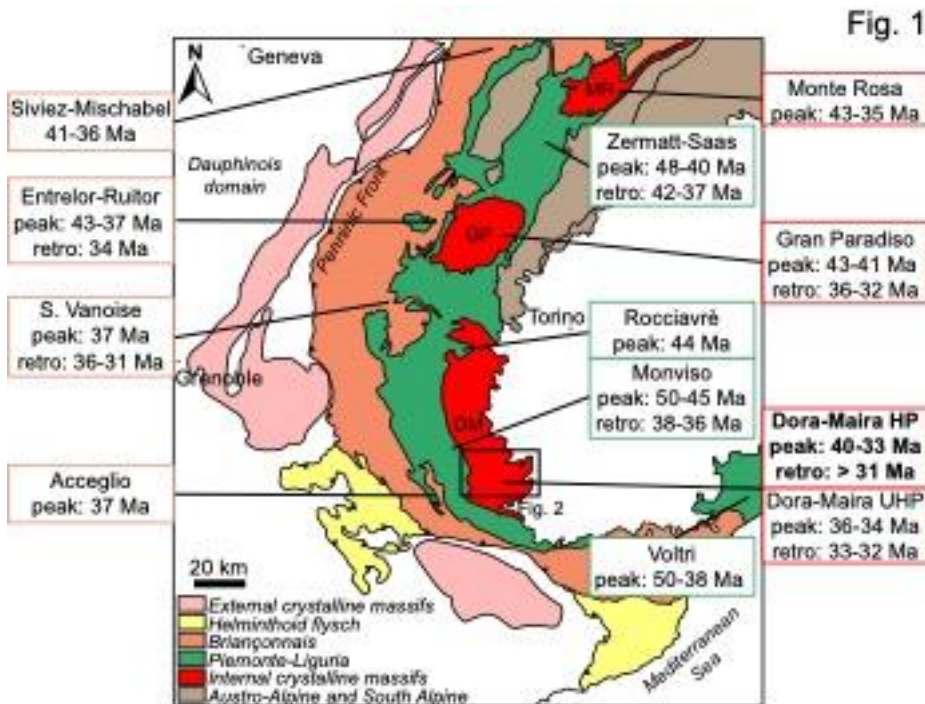 Fig. 1
N
Geneva
Siviez-Mischabel
41-36 Ma
MR
Monte Rosa
peak: 43-35 Ma
Zermatt-Saas
peak: 48-40 Ma
retro: 42-37 Ma
Dauphinois
domain
Penninic Front
Entrelor-Ruitor
peak: 43-37 Ma
retro: 34 Ma
GP
Gran Paradiso
peak: 43-41 Ma
retro: 36-32 Ma
S. Vanoise
peak: 37 Ma
retro: 36-31 Ma
Torino
Rocciavrè
peak: 44 Ma
Grenoble
Monviso
peak: 50-45 Ma
retro: 38-36 Ma
DM
Dora-Maira HP
peak: 40-33 Ma
retro: > 31 Ma
Acceglio
peak: 37 Ma
Fig. 2
Dora-Maira UHP
peak: 36-34 Ma
retro: 33-32 Ma
Voltri
peak: 50-38 Ma
20 km
External crystalline massifs
Helminthoid flysch
Briançonnais
Piemonte-Liguria
Internal crystalline massifs
Austro-Alpine and South Alpine
Mediterranean
Sea